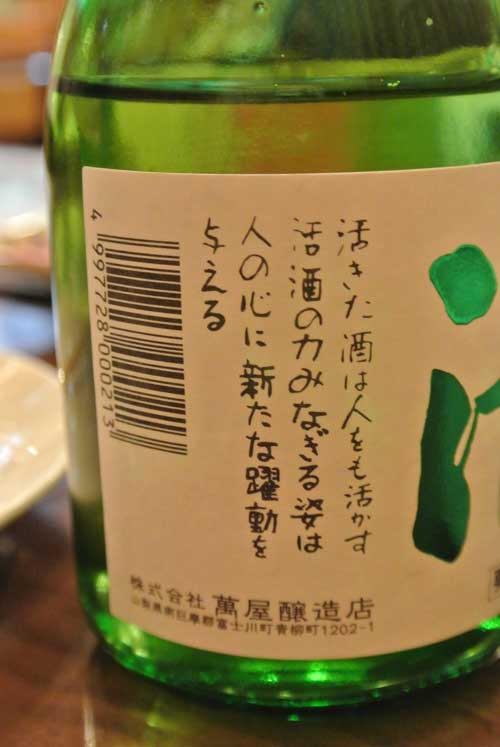 活きた酒は人をも活かす
活酒の力みなぎる姿は
人の心に新たな躍動を
与える
4 997728 000213
株式会社 萬屋醸造店
山梨県南巨摩郡富士川町青柳町1202-1